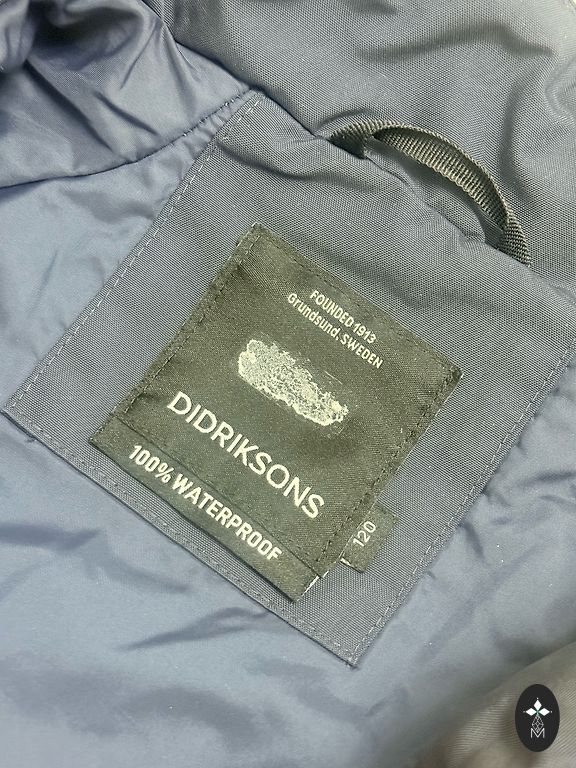 FOUNDED 1913
Grundsund, SWEDEN
DIDRIKSONS
100% WATERPROOF
120
M